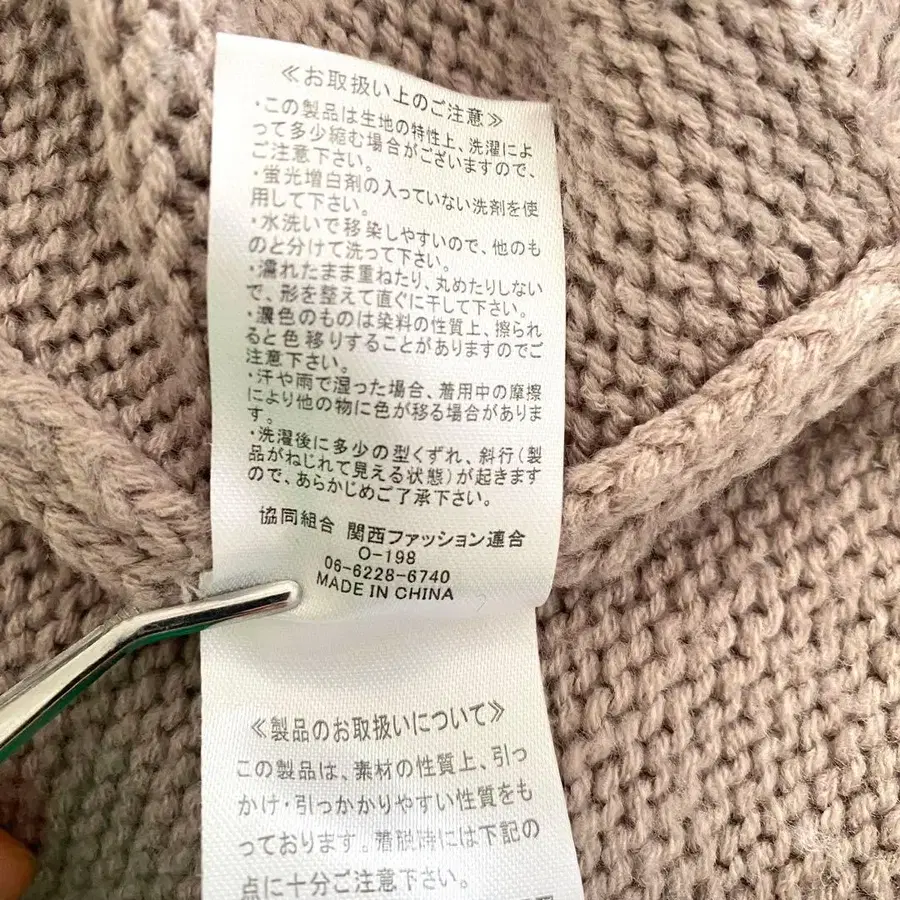 ≪お取扱い上のご注意≫
・この製品は生地の特性上、洗濯によ
って多少縮む場合がございますので、
ご注意下さい。
・蛍光増白剤の入っていない洗剤を使
用して下さい。
・水洗いで移染しやすいので、他のも
のと分けて洗って下さい。
・濡れたまま重ねたり、丸めたりしない
で、形を整えて直ぐに干して下さい。
・濃色のものは染料の性質上、擦られ
ると色移りすることがありますのでご
注意下さい。
・汗や雨で湿った場合、着用中の摩擦
により他の物に色が移る場合がありま
す。
・洗濯後に多少の型くずれ、斜行(製
品がねじれて見える状態)が起きます
ので、あらかじめご了承下さい。
協同組合 関西ファッション連合
O-198
06-6228-6740
MADE IN CHINA
≪製品のお取扱いについて≫
この製品は、素材の性質上、引っ
かけ・引っかかりやすい性質をも
っております。着脱時には下記の
点に十分ご注意下さい。